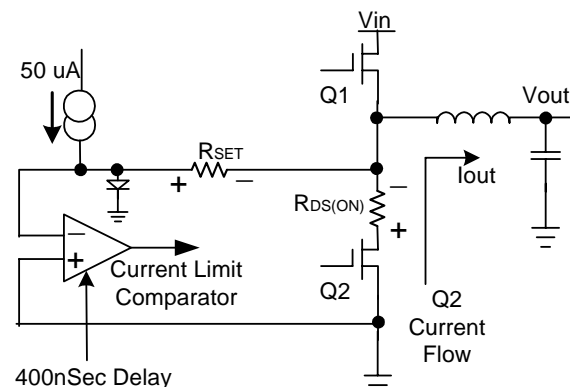 Vin
50 uA
Q1
Vout
RSET
+
−
Iout
−
RDS(ON)
+
−
+
Current Limit
Comparator
Q2
Q2
Current
Flow
400nSec Delay